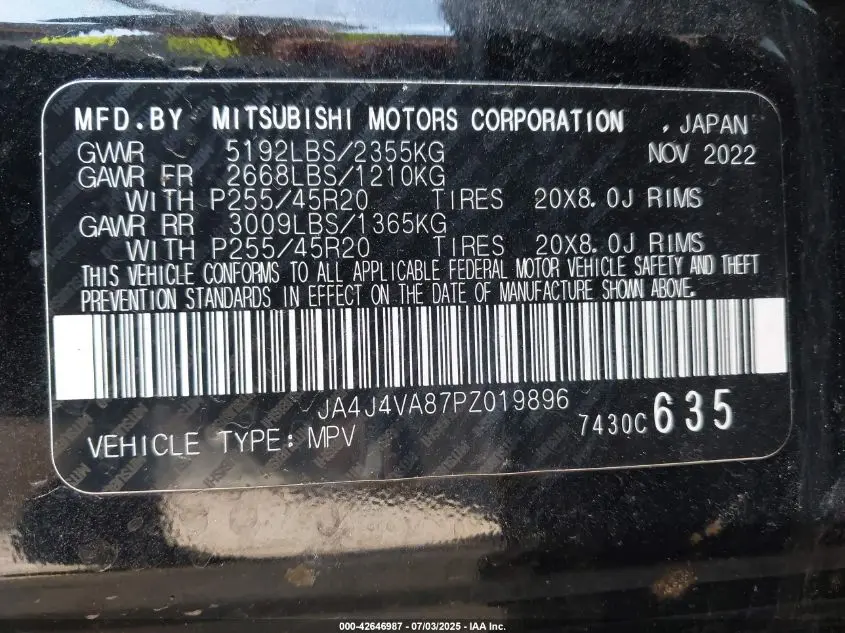 MFD.BY MITSUBISHI MOTORS CORPORATION , JAPAN
GVWR 5192LBS/2355KG NOV 2022
GAWR FR 2668LBS/1210KG
WITH P255/45R20 TIRES 20X8.0J RIMS
GAWR RR 3009LBS/1365KG
WITH P255/45R20 TIRES 20X8.0J RIMS
THIS VEHICLE CONFORMS TO ALL APPLICABLE FEDERAL MOTOR VEHICLE SAFETY AND THEFT
PREVENTION STANDARDS IN EFFECT ON THE DATE OF MANUFACTURE SHOWN ABOVE.
JA4J4VA87PZ019896
7430C 635
VEHICLE TYPE: MPV
000-42646987 - 07/03/2025 - IAA Inc.